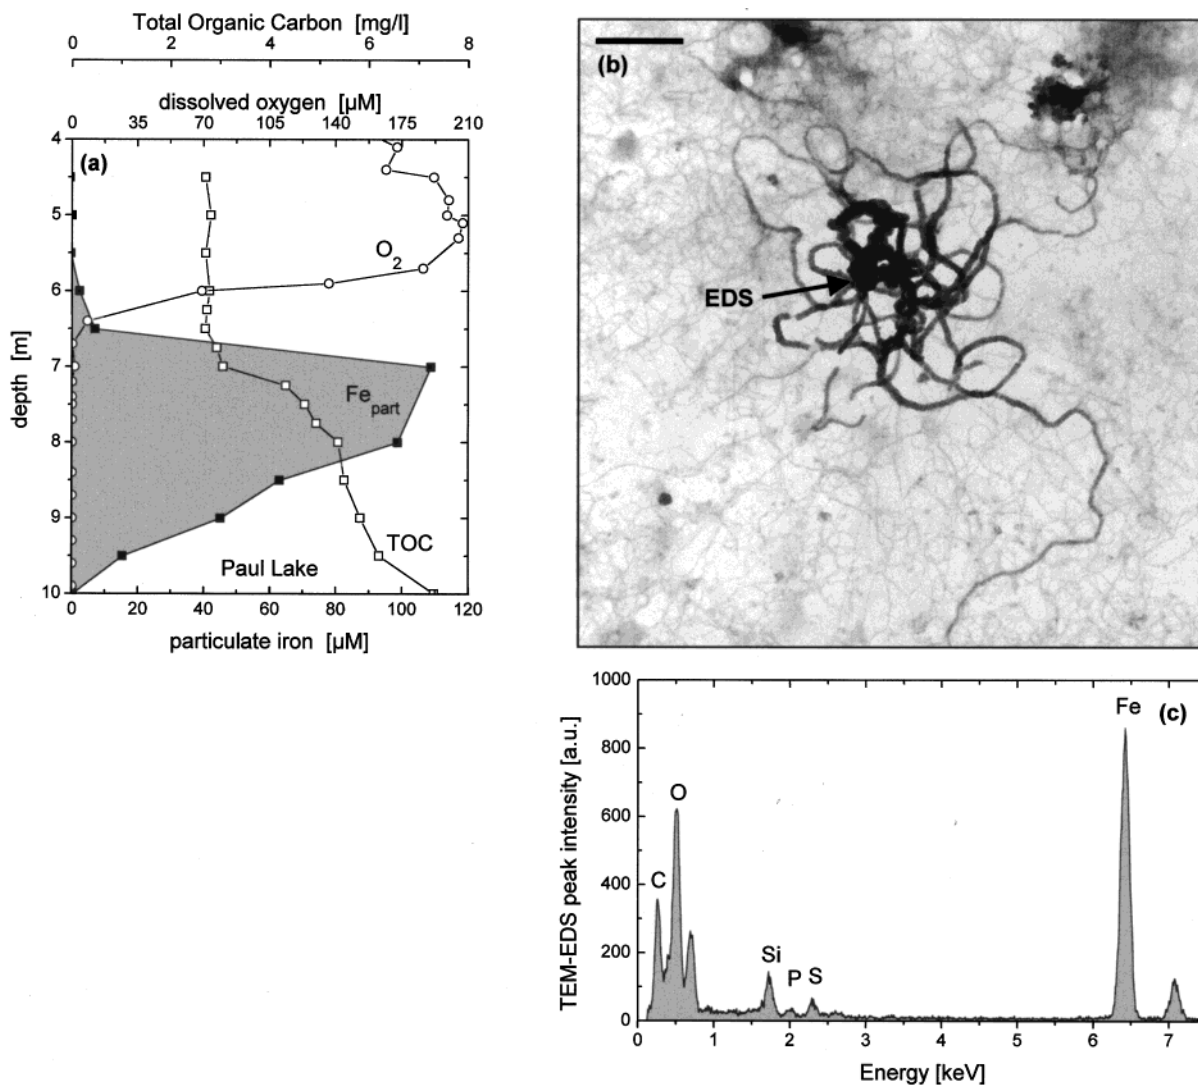 Total Organic Carbon [mg/l]
0 2 4 6 8
dissolved oxygen [µM]
0 35 70 105 140 175 210
(a)
4
5
6
7
8
9
10
depth [m]
O2
Fe part
TOC
Paul Lake
0 20 40 60 80 100 120
particulate iron [µM]
(b)
EDS
1000
800
600
400
200
0
TEM-EDS peak intensity [a.u.]
Fe (c)
O
C
Si P S
0 1 2 3 4 5 6 7
Energy [keV]